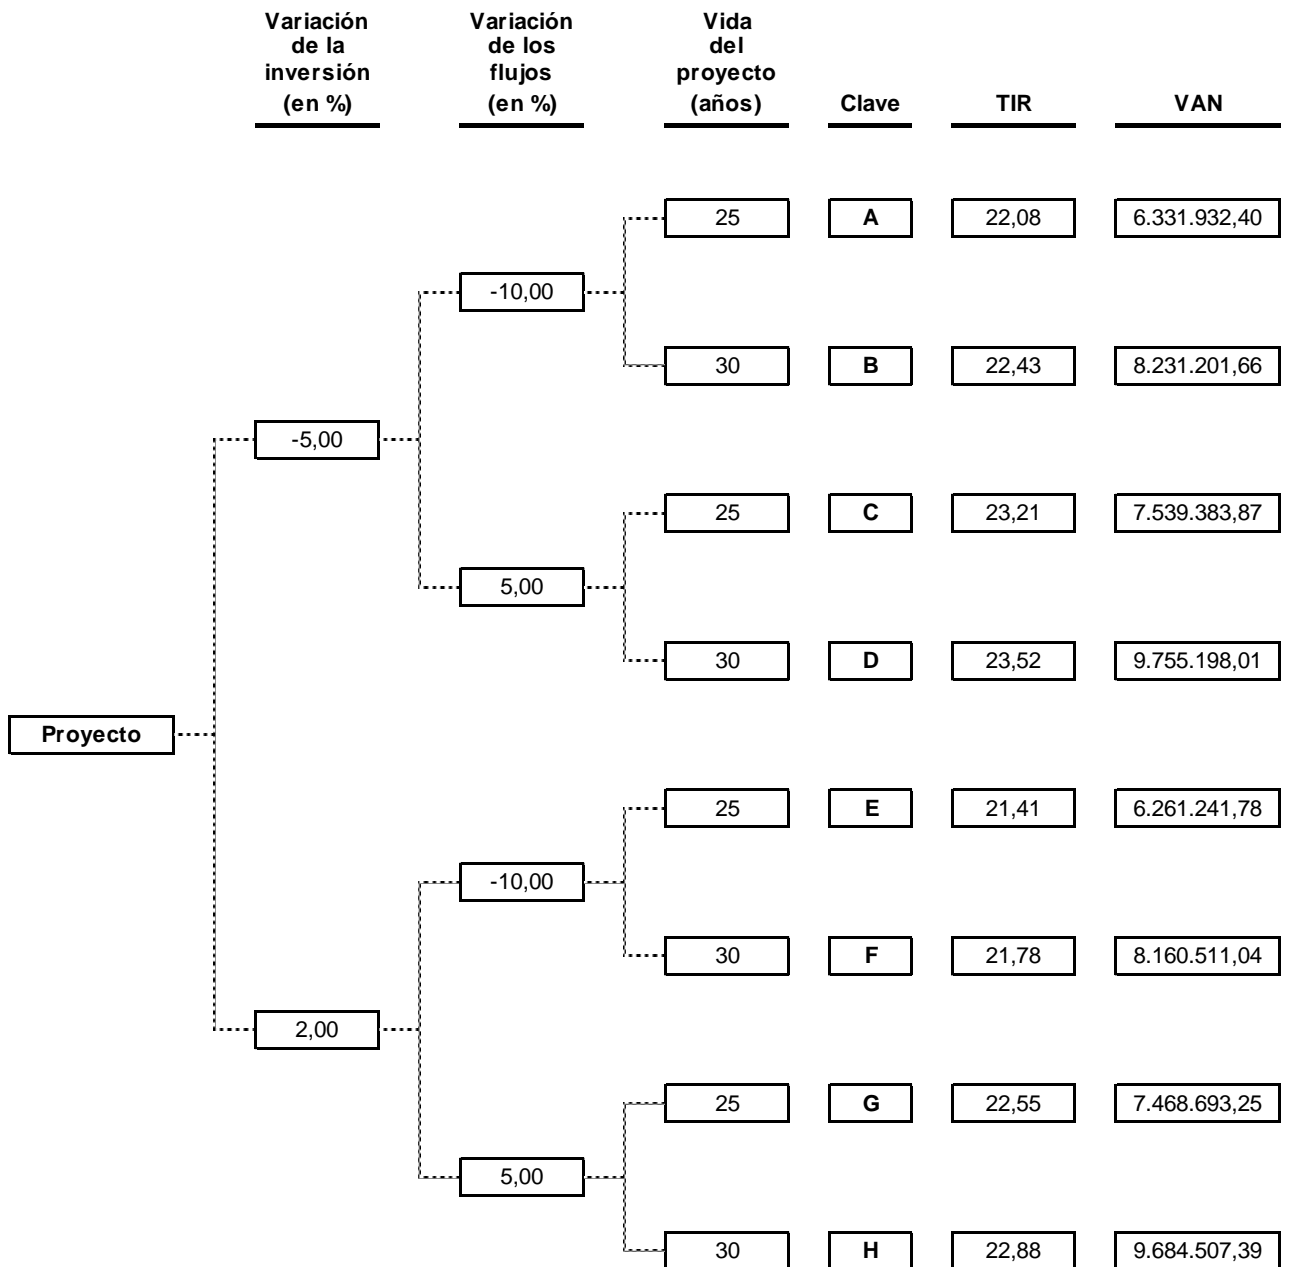 Variación de la inversión (en %)
Variación de los flujos (en %)
Vida del proyecto (años)
Clave
TIR
VAN
25 A 22,08 6.331.932,40
-10,00
30 B 22,43 8.231.201,66
-5,00
25 C 23,21 7.539.383,87
5,00
30 D 23,52 9.755.198,01
Proyecto
25 E 21,41 6.261.241,78
-10,00
30 F 21,78 8.160.511,04
2,00
25 G 22,55 7.468.693,25
5,00
30 H 22,88 9.684.507,39